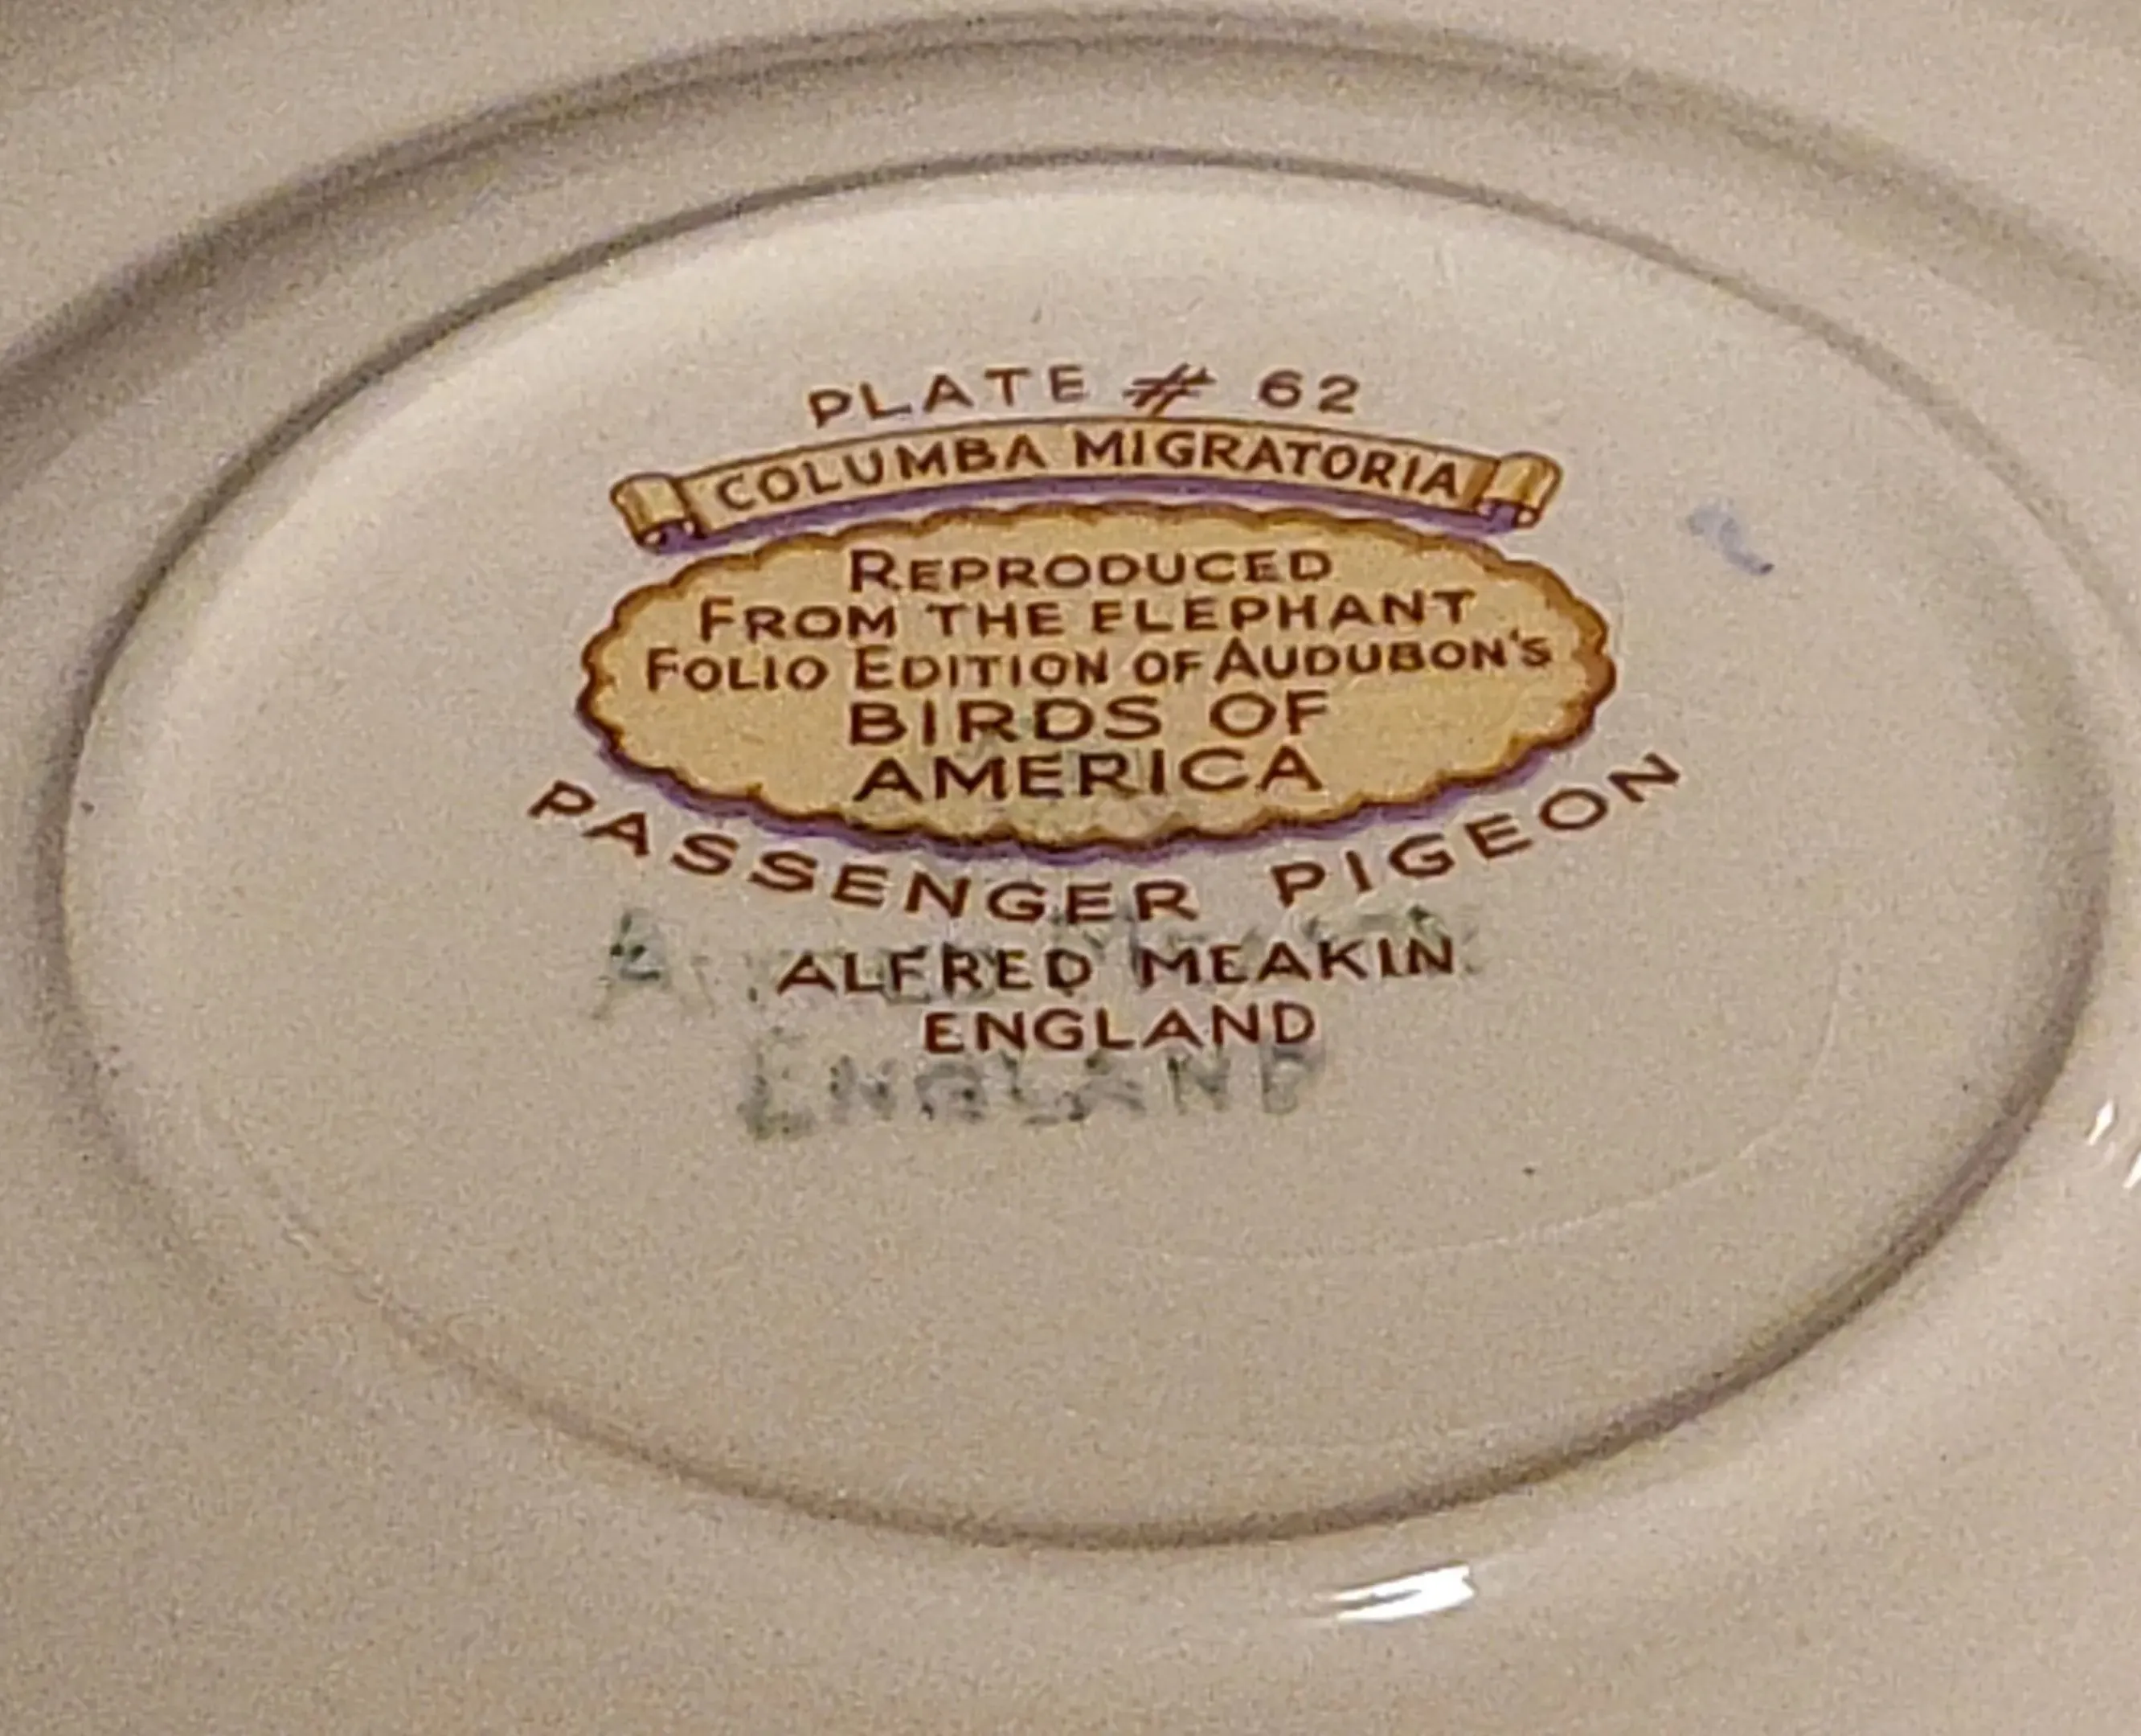 PLATE # 62
COLUMBA MIGRATORIA
REPRODUCED
FROM THE ELEPHANT
FOLIO EDITION OF AUDUBON'S
BIRDS OF
AMERICA
PASSENGER PIGEON
ALFRED MEAKIN
ENGLAND
ENGLAND